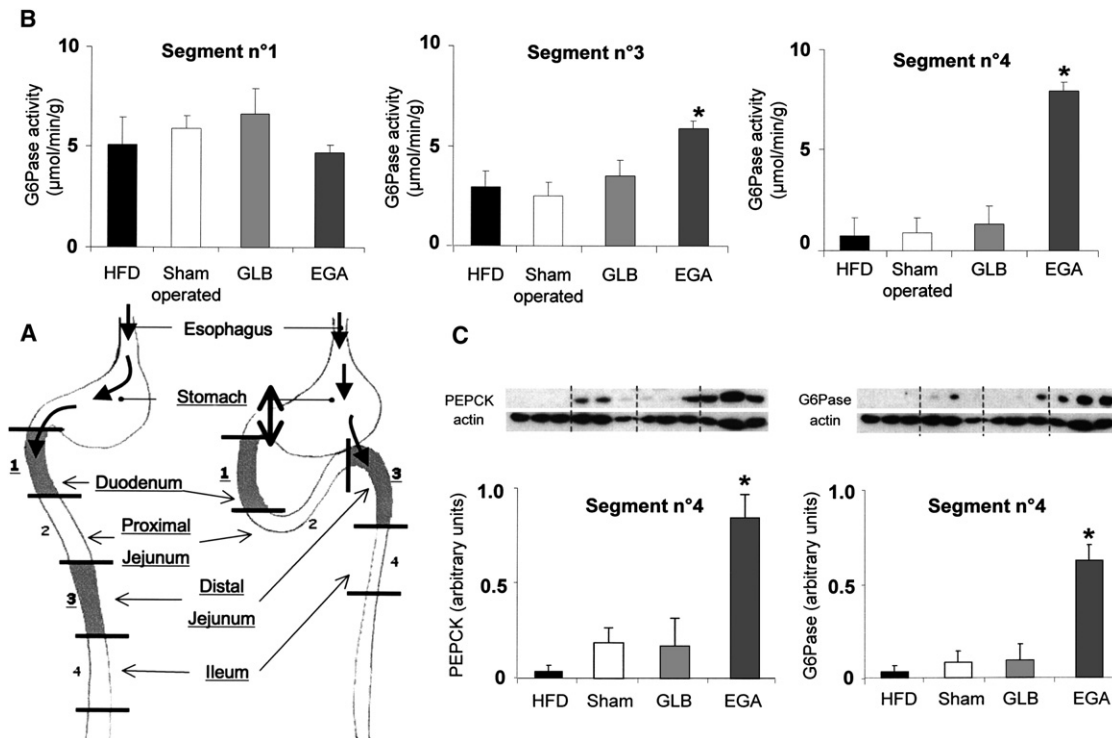 B
Segment n°1
G6Pase activity
(µmol/min/g)
10
5
0
HFD
Sham
operated
GLB
EGA
Segment n°3
G6Pase activity
(µmol/min/g)
10
5
0
*
HFD
Sham
operated
GLB
EGA
Segment n°4
G6Pase activity
(µmol/min/g)
10
5
0
*
HFD
Sham
operated
GLB
EGA
A
Esophagus
Stomach
1
1
3
Duodenum
2
2
Proximal
Jejunum
4
3
Distal
Jejunum
4
Ileum
C
PEPCK
actin
G6Pase
actin
Segment n°4
PEPCK (arbitrary units)
1.0
0.5
0
*
HFD
Sham
GLB
EGA
Segment n°4
G6Pase (arbitrary units)
1.0
0.5
0
*
HFD
Sham
GLB
EGA